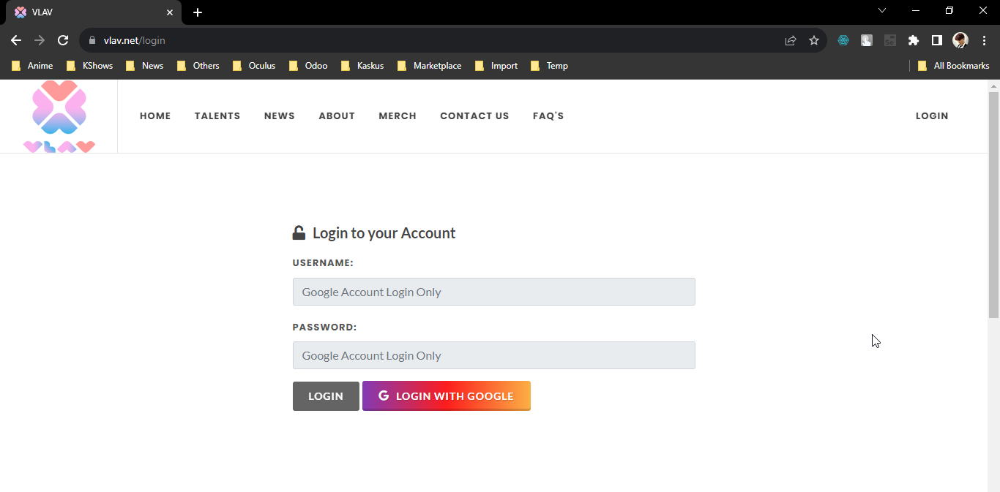 VLAV
vlav.net/login
Anime KShows News Others Oculus Odoo Kaskus Marketplace Import Temp All Bookmarks
HOME TALENTS NEWS ABOUT MERCH CONTACT US FAQ'S LOGIN
vlav
Login to your Account
USERNAME:
Google Account Login Only
PASSWORD:
Google Account Login Only
LOGIN G LOGIN WITH GOOGLE